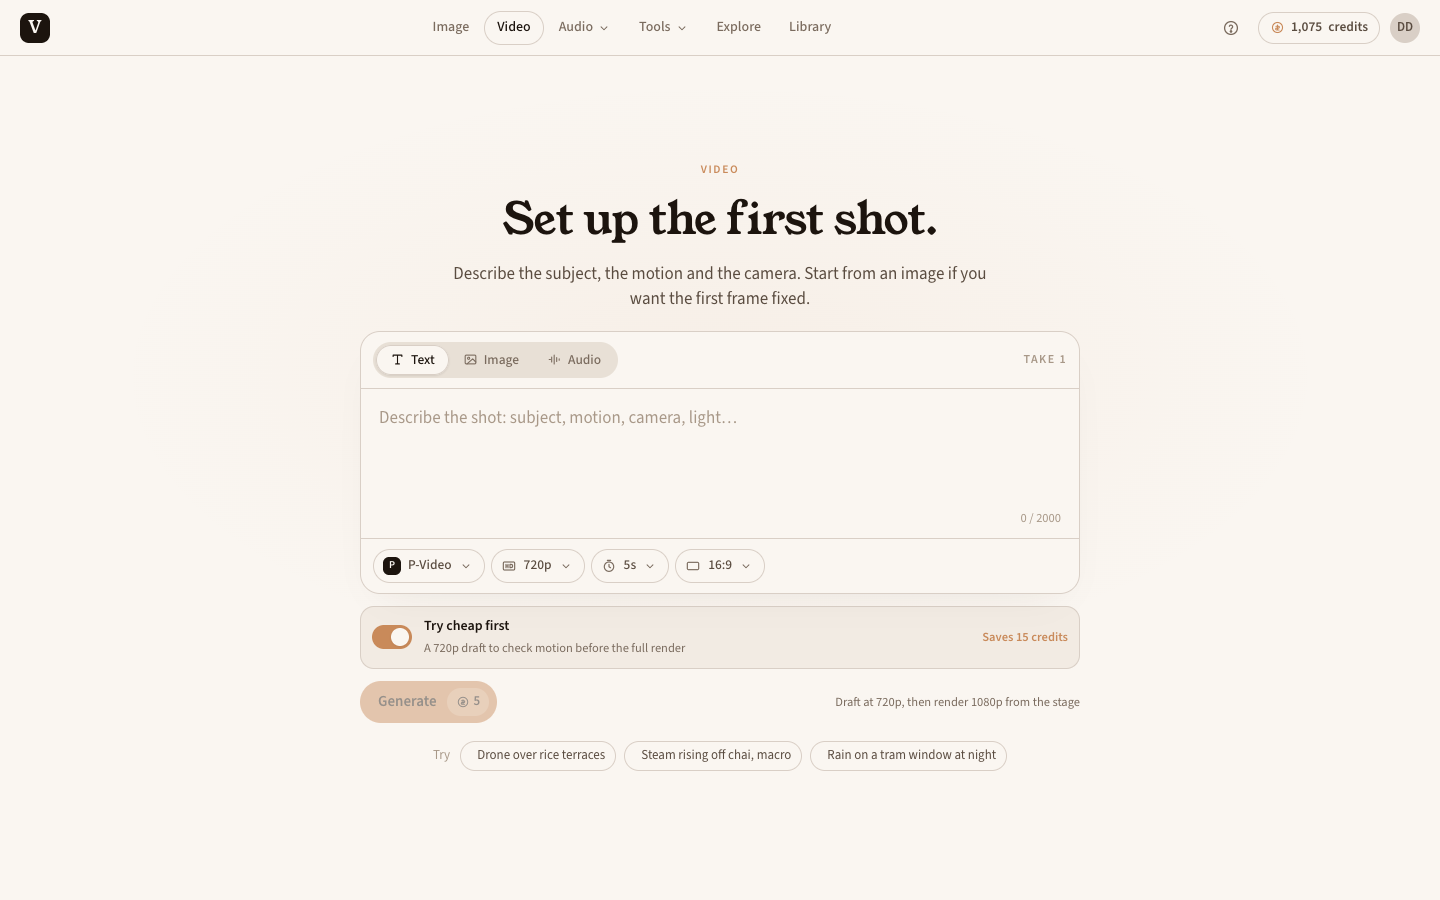 V
Image Video Audio Tools Explore Library
1,075 credits DD
VIDEO
Set up the first shot.
Describe the subject, the motion and the camera. Start from an image if you
want the first frame fixed.
Text Image Audio TAKE 1
Describe the shot: subject, motion, camera, light…
0 / 2000
P P-Video HD 720p 5s 16:9
Try cheap first
A 720p draft to check motion before the full render
Saves 15 credits
Generate 5
Draft at 720p, then render 1080p from the stage
Try Drone over rice terraces Steam rising off chai, macro Rain on a tram window at night